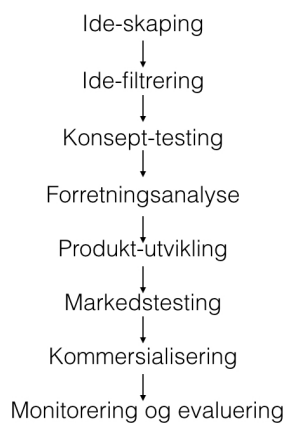 Ide-skaping
Ide-filtrering
Konsept-testing
Forretningsanalyse
Produkt-utvikling
Markedstesting
Kommersialisering
Monitorering og evaluering